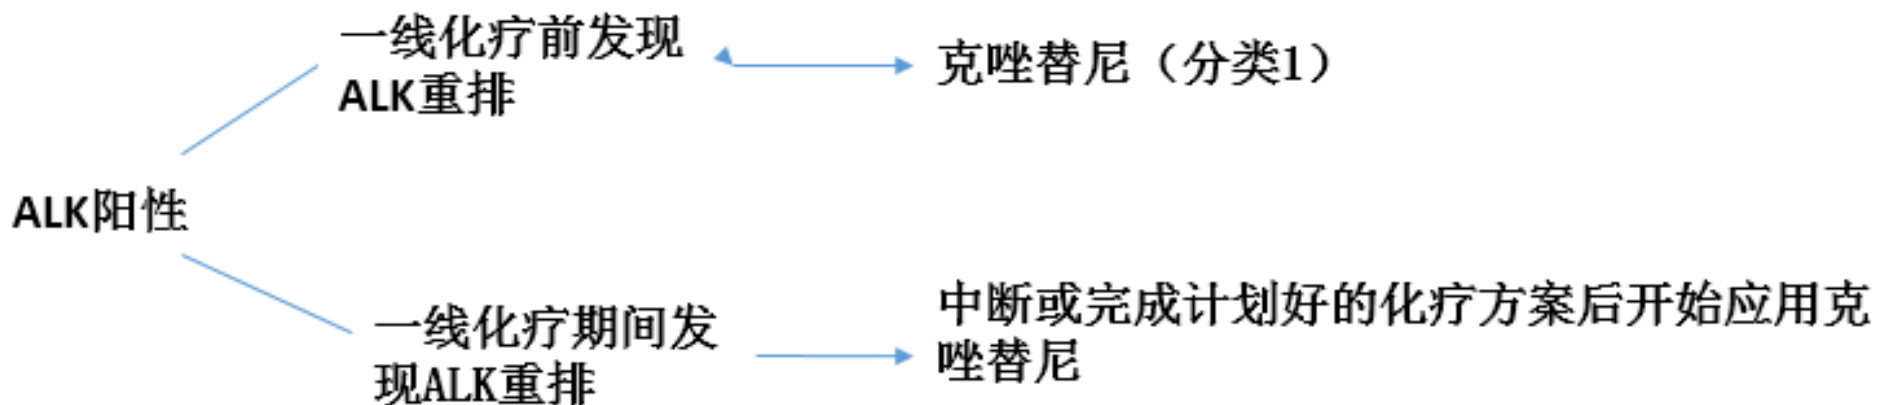 一线化疗前发现
ALK重排
克唑替尼（分类1）
ALK阳性
一线化疗期间发
现ALK重排
中断或完成计划好的化疗方案后开始应用克
唑替尼